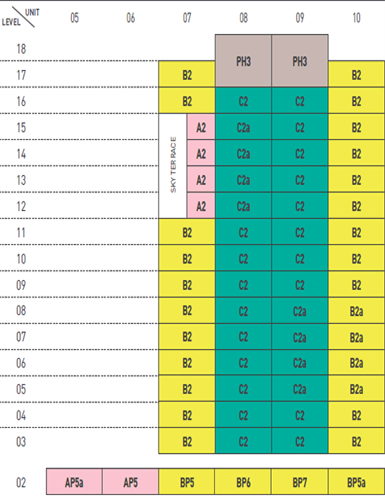 UNIT
LEVEL 05 06 07 08 09 10
18 PH3 PH3
17 B2 B2
16 B2 C2 C2 B2
15 A2 C2a C2 B2
14 A2 C2a C2 B2
SKY TERRACE
13 A2 C2a C2 B2
12 A2 C2a C2 B2
11 B2 C2 C2 B2
10 B2 C2 C2 B2
09 B2 C2 C2 B2
08 B2 C2 C2a B2a
07 B2 C2 C2a B2a
06 B2 C2 C2a B2a
05 B2 C2 C2a B2a
04 B2 C2 C2 B2
03 B2 C2 C2 B2
02 AP5a AP5 BP5 BP6 BP7 BP5a